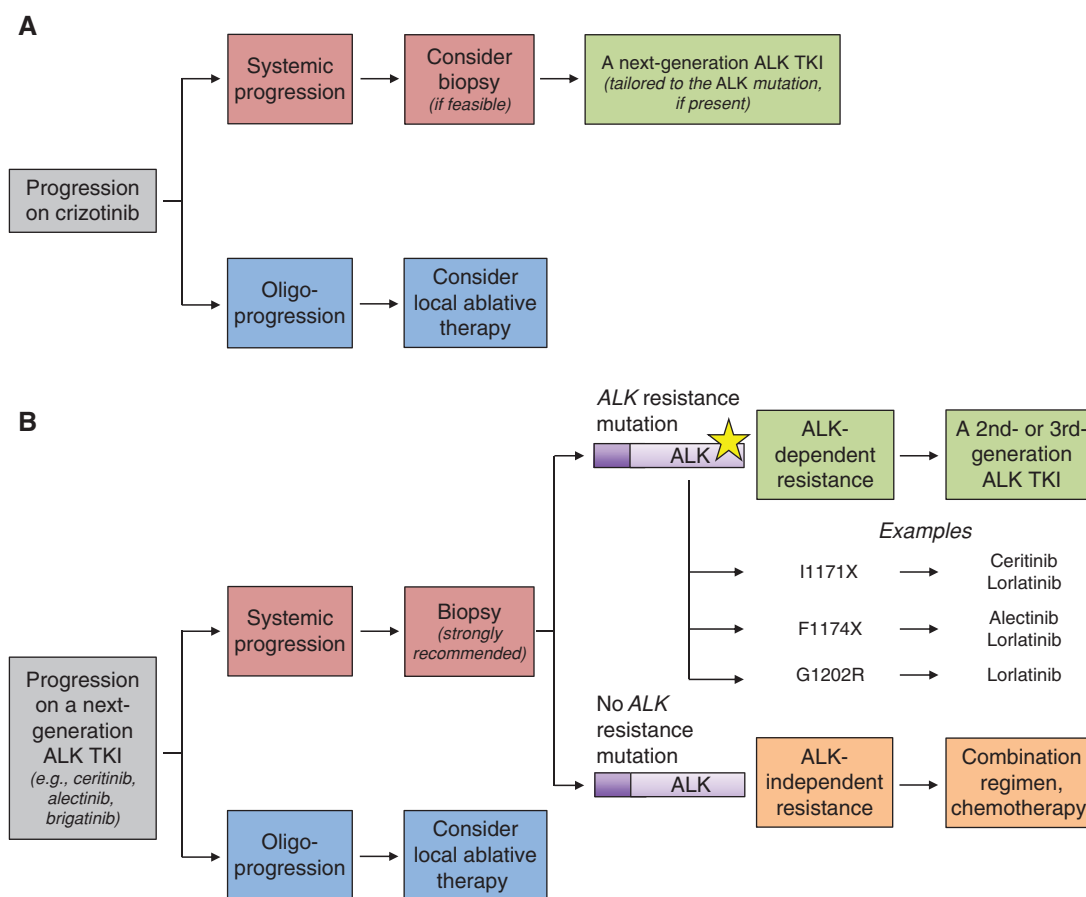 A
Systemic
progression
Consider
biopsy
(if feasible)
A next-generation ALK TKI
(tailored to the ALK mutation,
if present)
Progression
on crizotinib
Oligo-
progression
Consider
local ablative
therapy
B
ALK resistance
mutation
ALK
ALK-
dependent
resistance
A 2nd- or 3rd-
generation
ALK TKI
Examples
I1171X
Ceritinib
Lorlatinib
F1174X
Alectinib
Lorlatinib
G1202R
Lorlatinib
Systemic
progression
Biopsy
(strongly
recommended)
Progression
on a next-
generation
ALK TKI
(e.g., ceritinib,
alectinib,
brigatinib)
No ALK
resistance
mutation
ALK
ALK-
independent
resistance
Combination
regimen,
chemotherapy
Oligo-
progression
Consider
local ablative
therapy